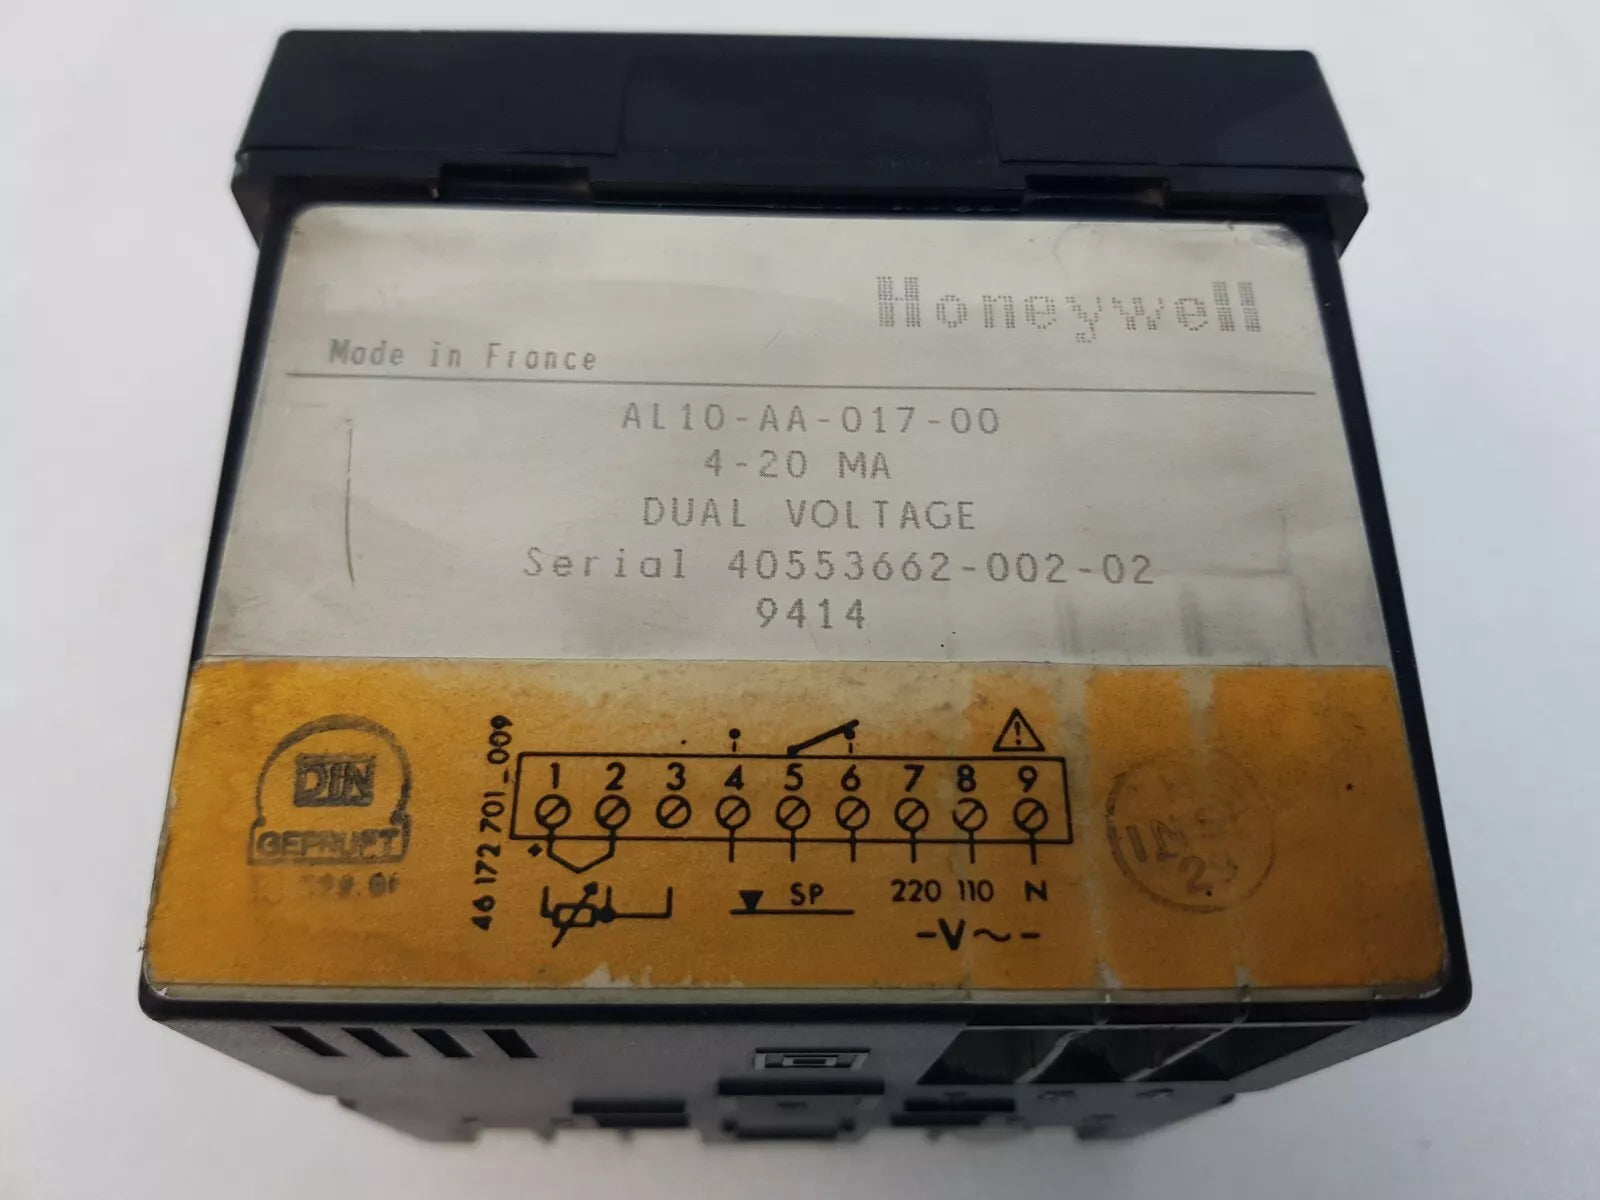 Honeywell
Made in France
AL10-AA-017-00
4-20 MA
DUAL VOLTAGE
Serial 40553662-002-02
9414
DIN
GEPRUFT
46 172 701_009
1 2 3 4 5 6 7 8 9
+
SP
220 110 N
-V~-